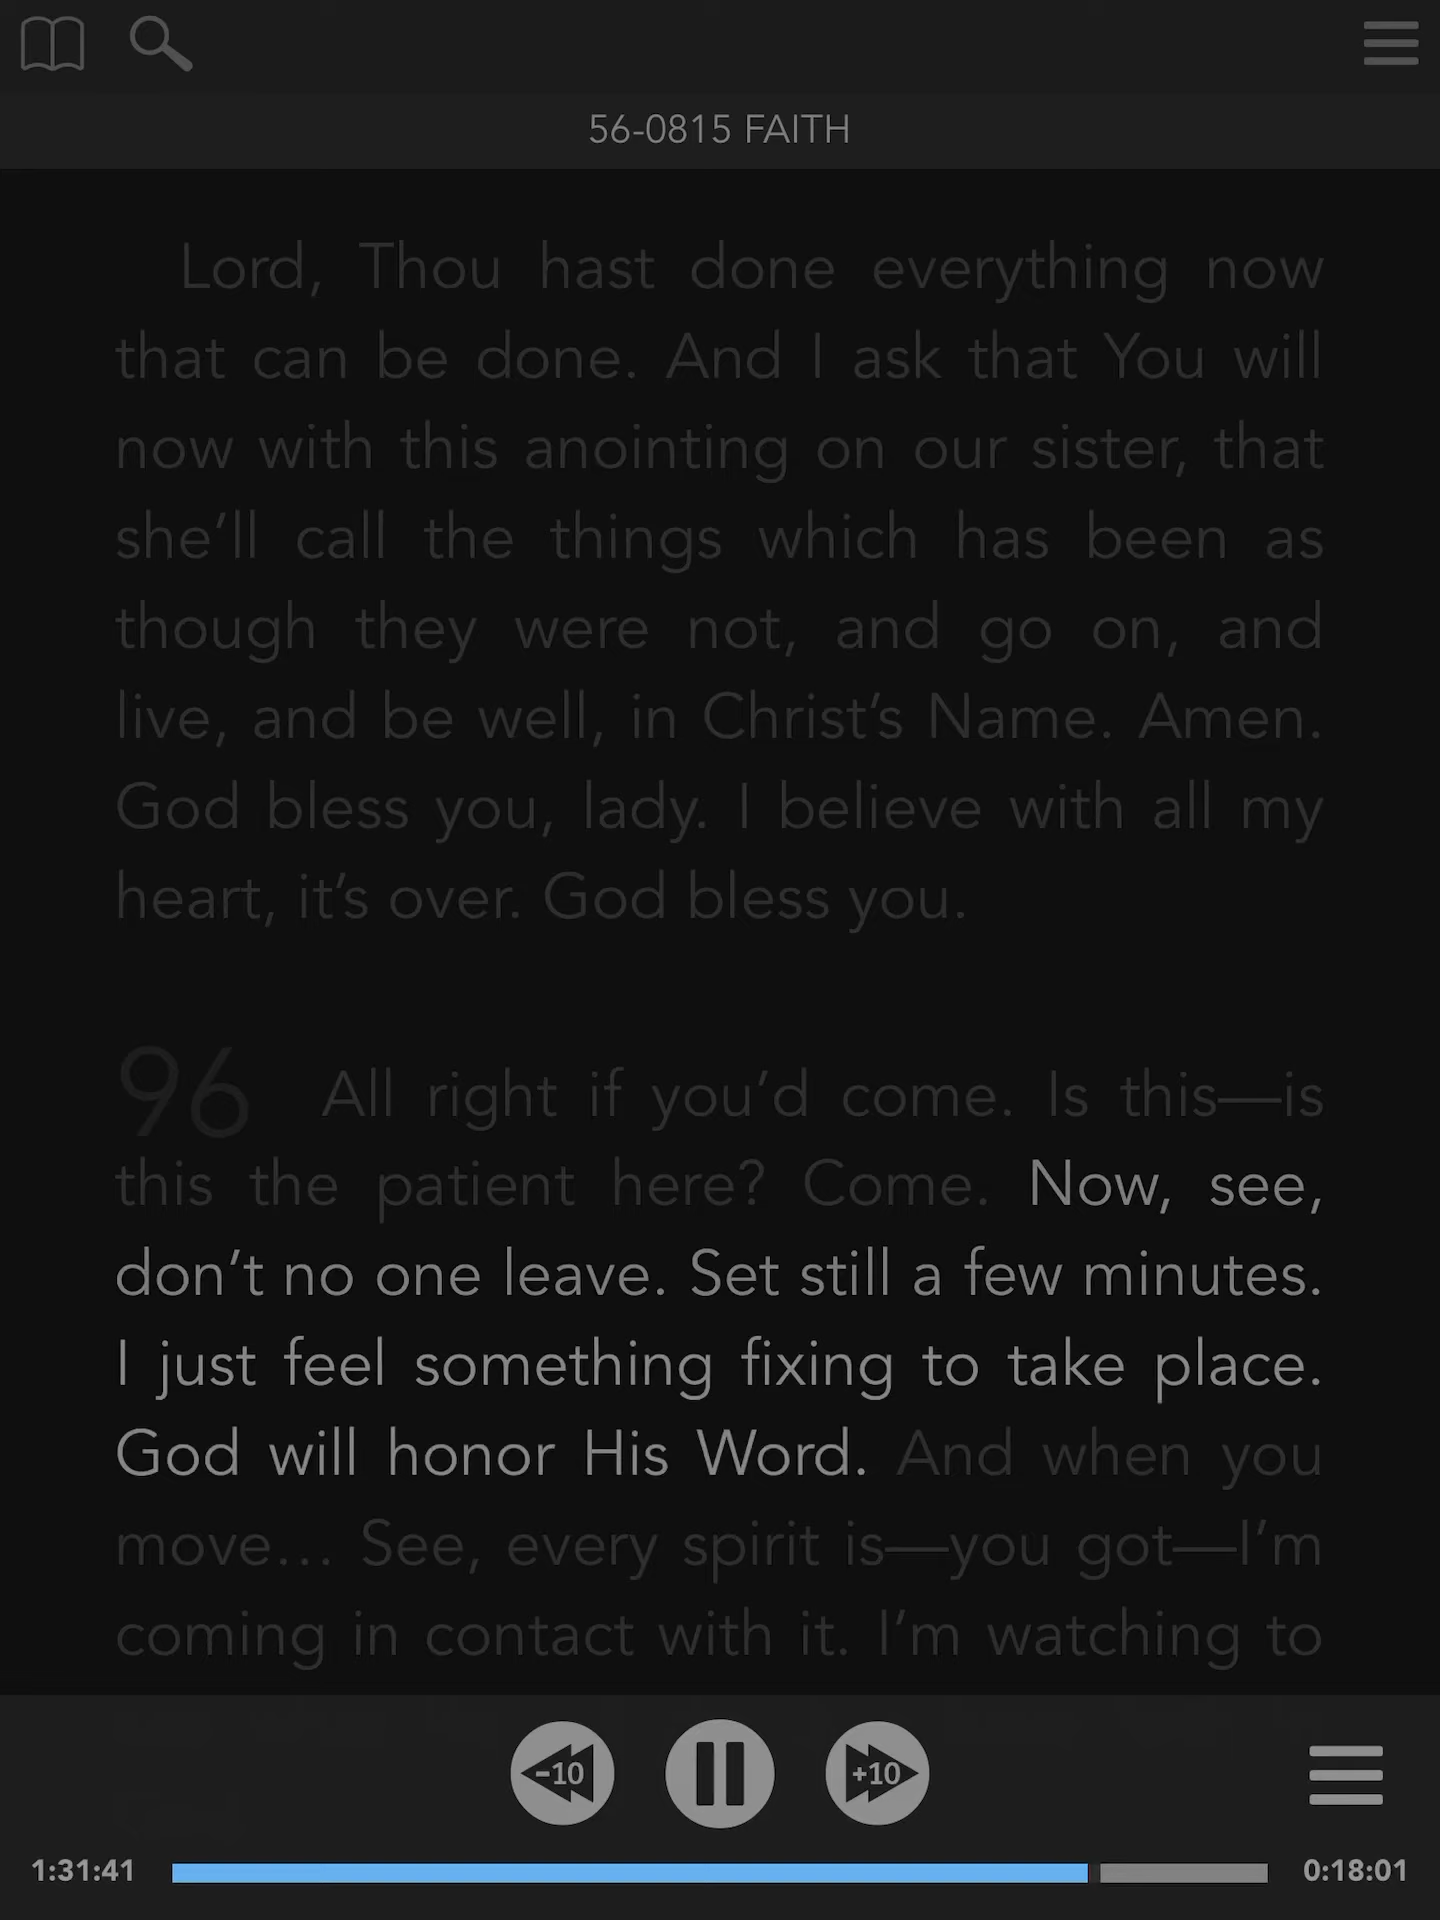 56-0815 FAITH
Lord, Thou hast done everything now
that can be done. And I ask that You will
now with this anointing on our sister, that
she’ll call the things which has been as
though they were not, and go on, and
live, and be well, in Christ’s Name. Amen.
God bless you, lady. I believe with all my
heart, it’s over. God bless you.
96 All right if you’d come. Is this—is
this the patient here? Come. Now, see,
don’t no one leave. Set still a few minutes.
I just feel something fixing to take place.
God will honor His Word. And when you
move… See, every spirit is—you got—I’m
coming in contact with it. I’m watching to
-10 +10
1:31:41 0:18:01